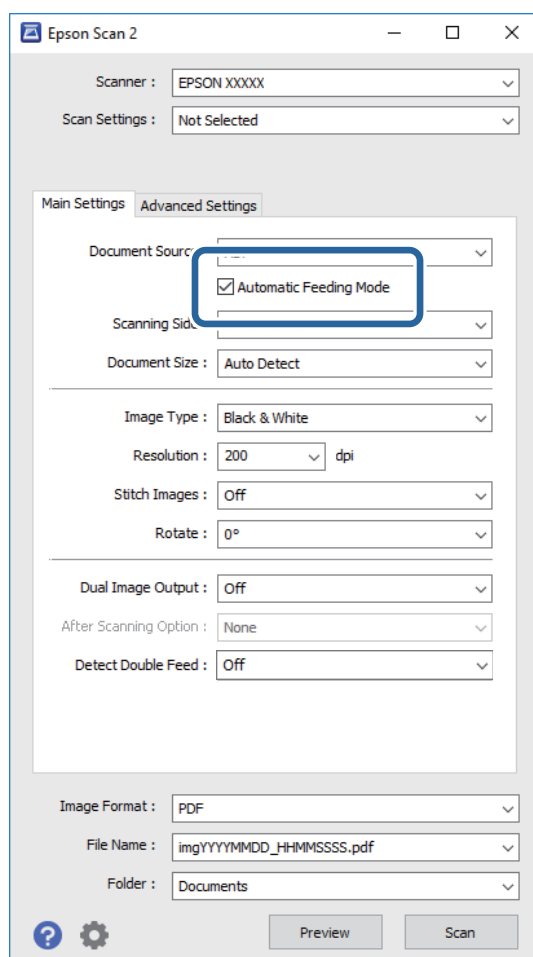 Epson Scan 2
Scanner : EPSON XXXXX
Scan Settings : Not Selected
Main Settings Advanced Settings
Document
Automatic Feeding Mode
Scanning
Document Size : Auto Detect
Image Type : Black & White
Resolution : 200 dpi
Stitch Images : Off
Rotate : 0°
Dual Image Output : Off
After Scanning Option : None
Detect Double Feed : Off
Image Format : PDF
File Name : imgYYYYMMDD_HHMMSSSS.pdf
Folder : Documents
? Preview Scan